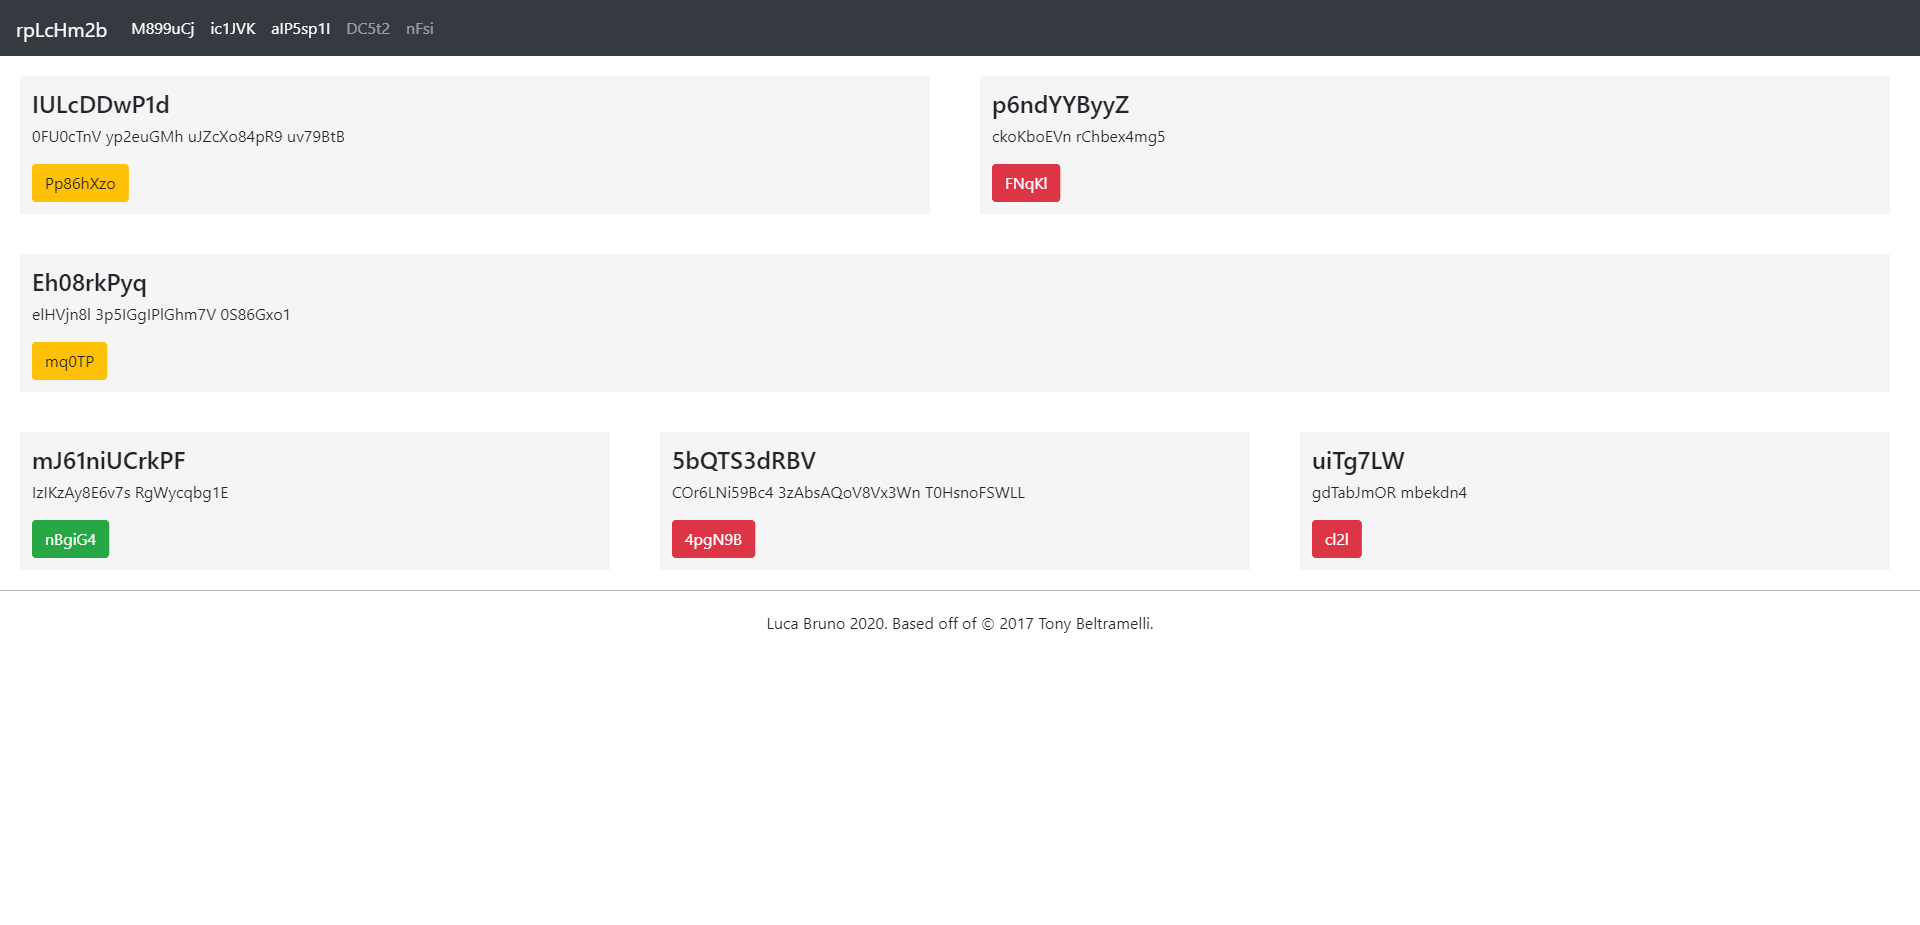 rpLcHm2b M899uCj ic1JVK aIP5sp1I DC5t2 nFsi
IULcDDwP1d
0FU0cTnV yp2euGMh uJZcXo84pR9 uv79BtB
Pp86hXzo
p6ndYYByyZ
ckoKboEVn rChbex4mg5
FNqKl
Eh08rkPyq
elHVjn8l 3p5IGgIPlGhm7V 0S86Gxo1
mq0TP
mJ61niUCrkPF
IzIKzAy8E6v7s RgWycqbg1E
nBgiG4
5bQTS3dRBV
COr6LNi59Bc4 3zAbsAQoV8Vx3Wn T0HsnoFSWLL
4pgN9B
uiTg7LW
gdTabJmOR mbekdn4
cl2l
Luca Bruno 2020. Based off of © 2017 Tony Beltramelli.